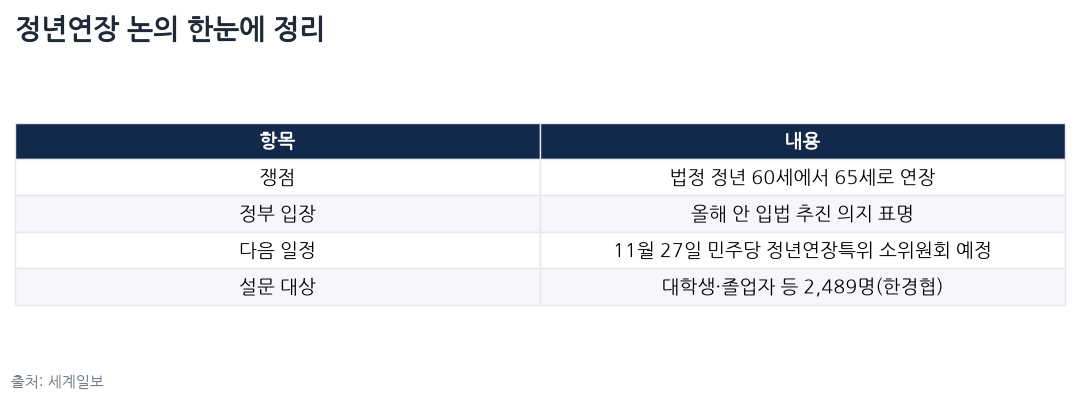 정년연장 논의 한눈에 정리
항목 내용
쟁점 법정 정년 60세에서 65세로 연장
정부 입장 올해 안 입법 추진 의지 표명
다음 일정 11월 27일 민주당 정년연장특위 소위원회 예정
설문 대상 대학생·졸업자 등 2,489명(한경협)
출처: 세계일보